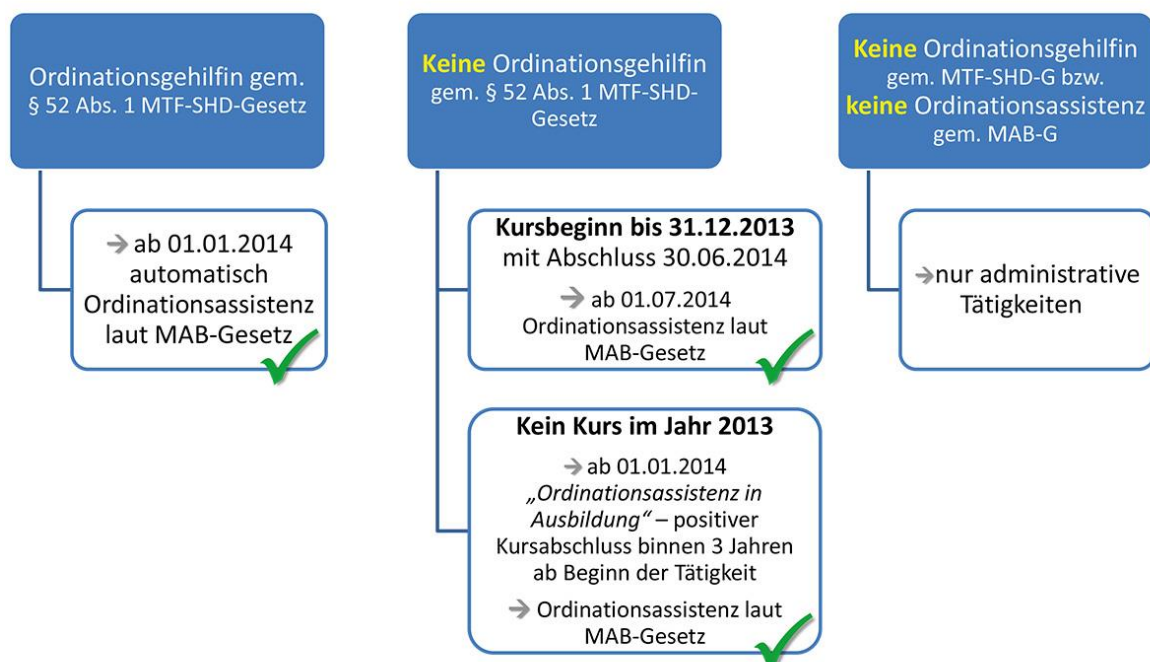 Ordinationsgehilfin gem.
§ 52 Abs. 1 MTF-SHD-Gesetz
→ ab 01.01.2014
automatisch
Ordinationsassistenz
laut MAB-Gesetz
Keine Ordinationsgehilfin
gem. § 52 Abs. 1 MTF-SHD-
Gesetz
Kursbeginn bis 31.12.2013
mit Abschluss 30.06.2014
→ ab 01.07.2014
Ordinationsassistenz laut
MAB-Gesetz
Kein Kurs im Jahr 2013
→ ab 01.01.2014
„Ordinationsassistenz in
Ausbildung“ – positiver
Kursabschluss binnen 3 Jahren
ab Beginn der Tätigkeit
→ Ordinationsassistenz laut
MAB-Gesetz
Keine Ordinationsgehilfin
gem. MTF-SHD-G bzw.
keine Ordinationsassistenz
gem. MAB-G
→nur administrative
Tätigkeiten